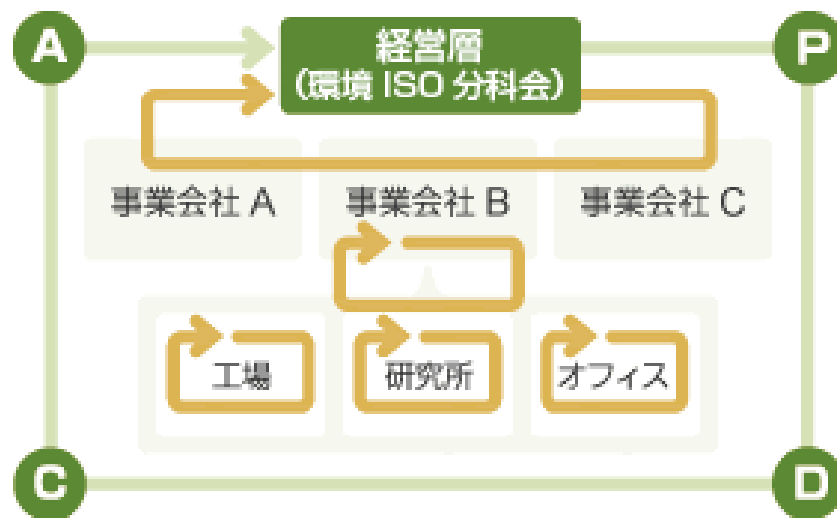 A
経営層
(環境 ISO 分科会)
P
事業会社 A
事業会社 B
事業会社 C
工場
研究所
オフィス
C
D